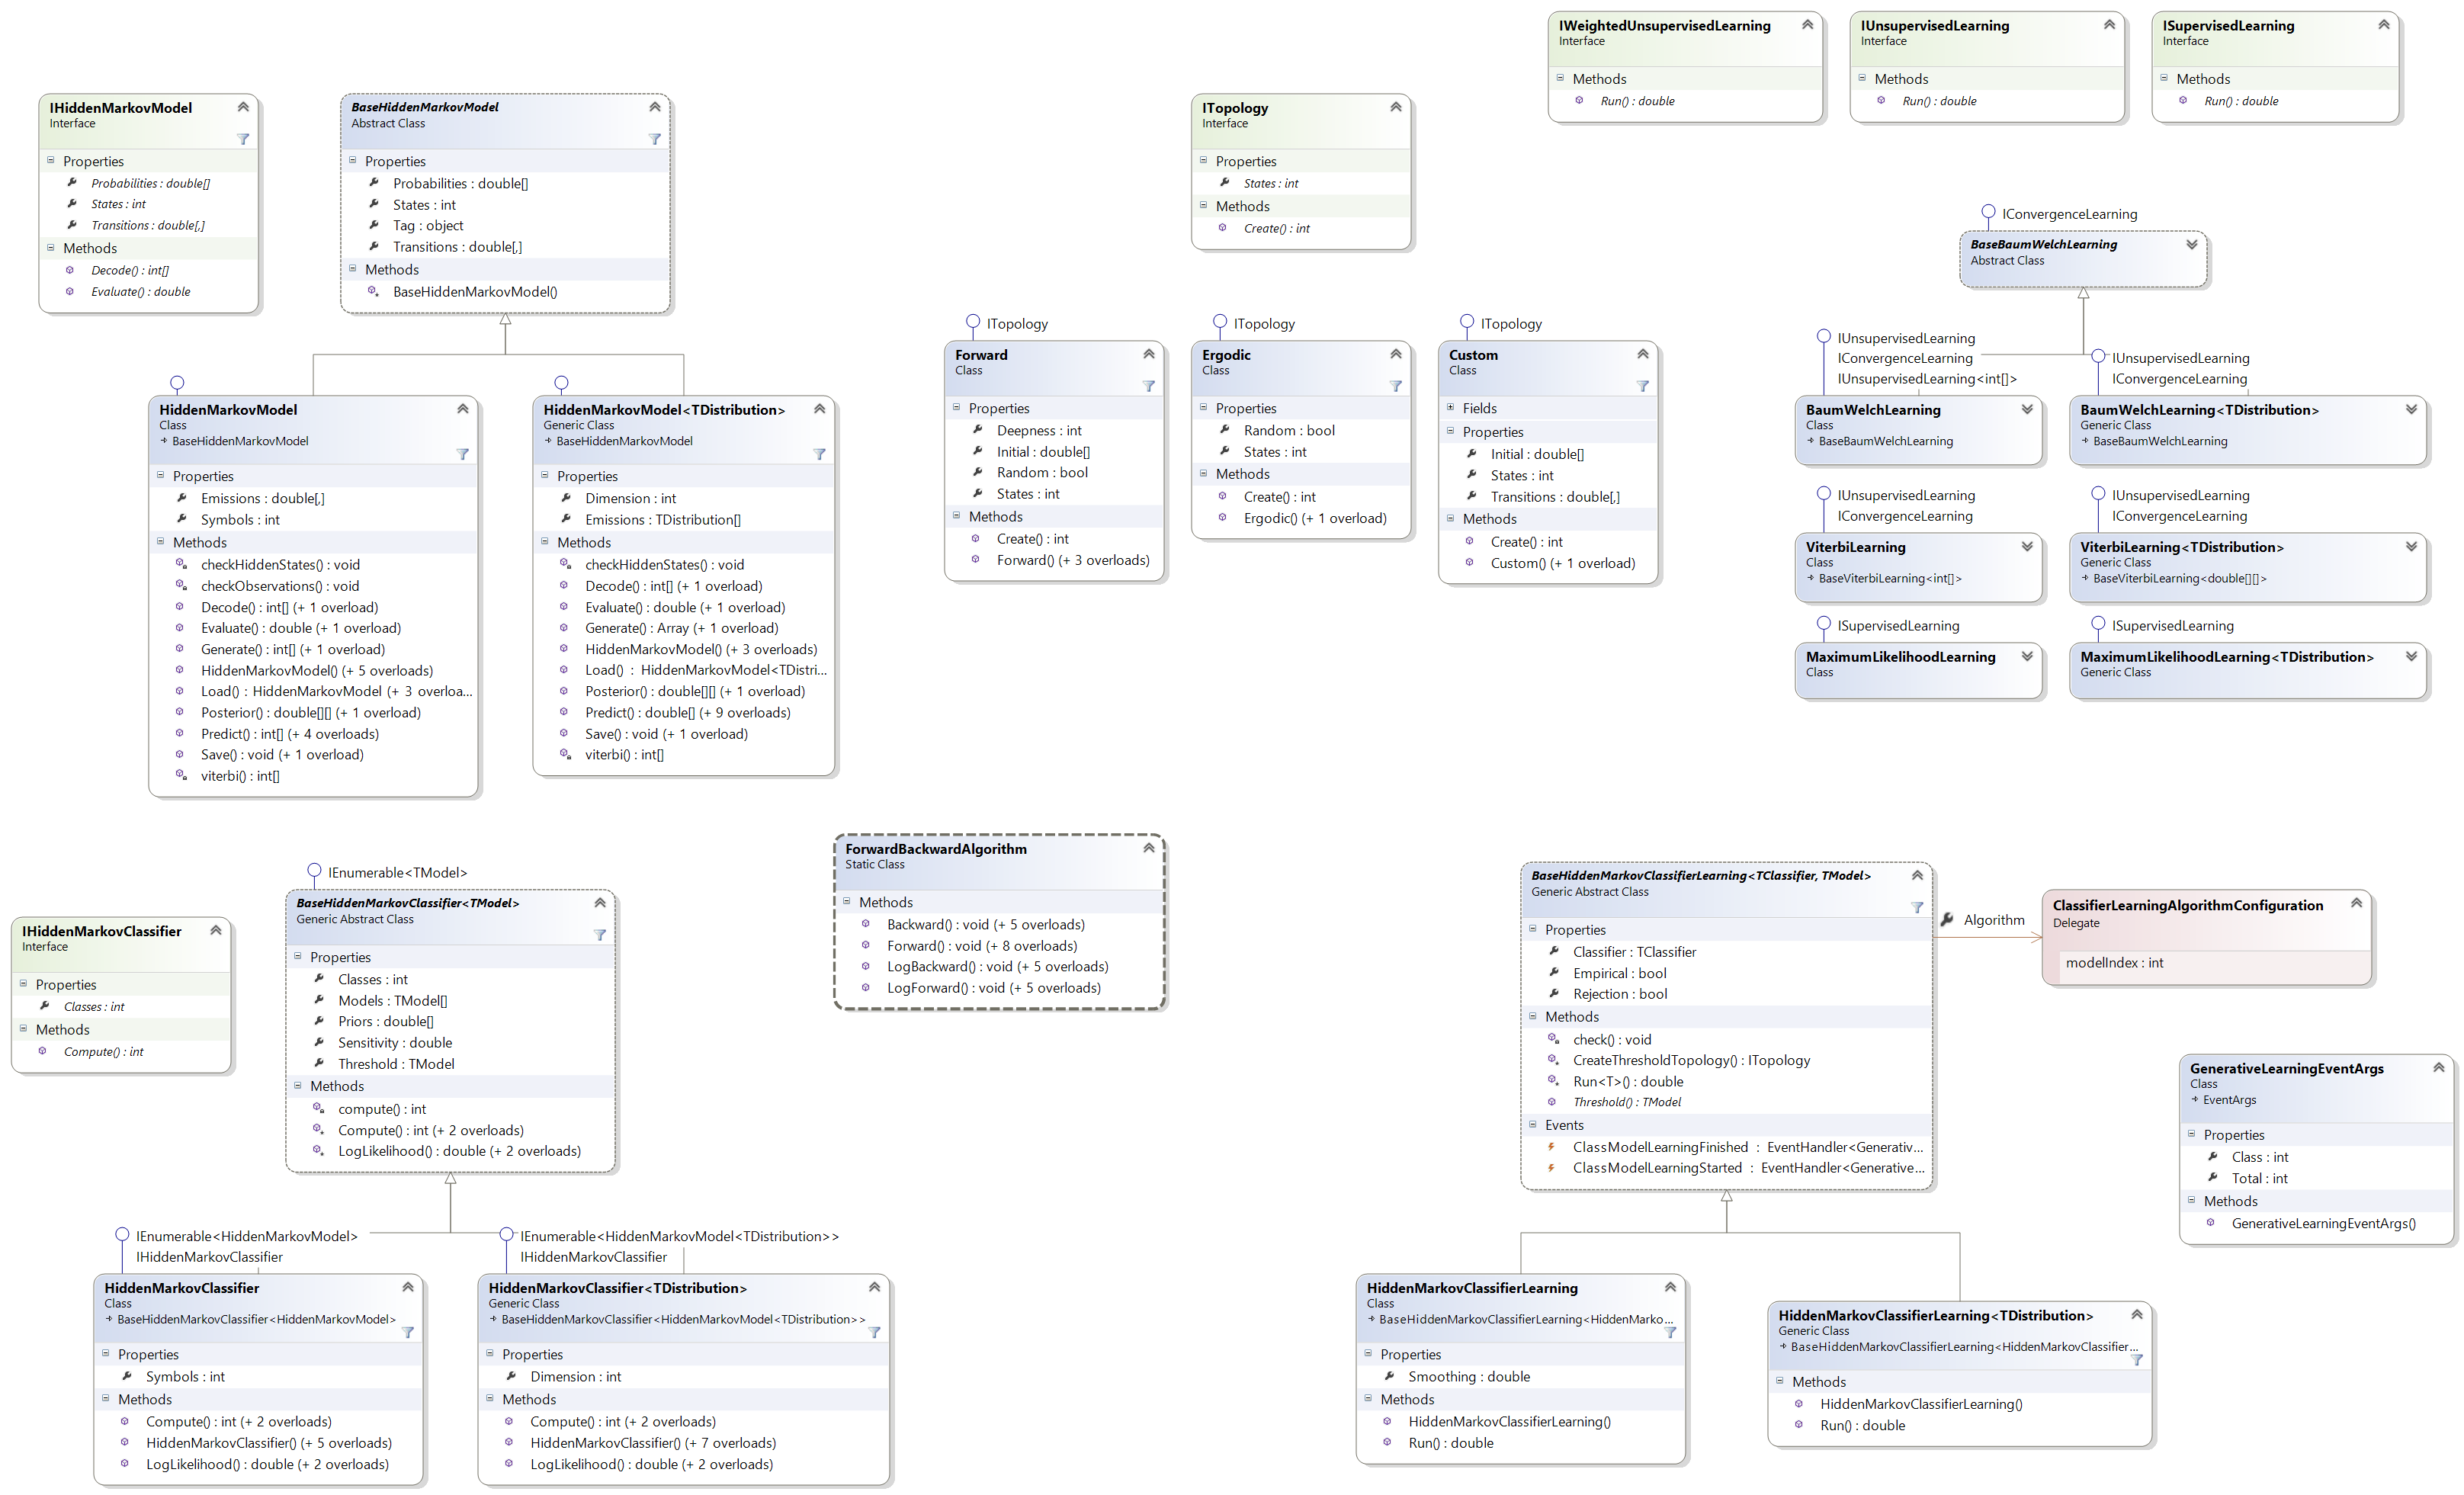 IWeightedUnsupervisedLearning
Interface
Methods
Run() : double
IUnsupervisedLearning
Interface
Methods
Run() : double
ISupervisedLearning
Interface
Methods
Run() : double
IHiddenMarkovModel
Interface
Properties
Probabilities : double[]
States : int
Transitions : double[,]
Methods
Decode() : int[]
Evaluate() : double
BaseHiddenMarkovModel
Abstract Class
Properties
Probabilities : double[]
States : int
Tag : object
Transitions : double[,]
Methods
BaseHiddenMarkovModel()
ITopology
Interface
Properties
States : int
Methods
Create() : int
IConvergenceLearning
BaseBaumWelchLearning
Abstract Class
HiddenMarkovModel
Class
BaseHiddenMarkovModel
Properties
Emissions : double[,]
Symbols : int
Methods
checkHiddenStates() : void
checkObservations() : void
Decode() : int[] (+ 1 overload)
Evaluate() : double (+ 1 overload)
Generate() : int[] (+ 1 overload)
HiddenMarkovModel() (+ 5 overloads)
Load() : HiddenMarkovModel (+ 3 overloa...
Posterior() : double[][] (+ 1 overload)
Predict() : int[] (+ 4 overloads)
Save() : void (+ 1 overload)
viterbi() : int[]
HiddenMarkovModel<TDistribution>
Generic Class
BaseHiddenMarkovModel
Properties
Dimension : int
Emissions : TDistribution[]
Methods
checkHiddenStates() : void
Decode() : int[] (+ 1 overload)
Evaluate() : double (+ 1 overload)
Generate() : Array (+ 1 overload)
HiddenMarkovModel() (+ 3 overloads)
Load() : HiddenMarkovModel<TDistri...
Posterior() : double[][] (+ 1 overload)
Predict() : double[] (+ 9 overloads)
Save() : void (+ 1 overload)
viterbi() : int[]
ITopology
Forward
Class
Properties
Deepness : int
Initial : double[]
Random : bool
States : int
Methods
Create() : int
Forward() (+ 3 overloads)
ITopology
Ergodic
Class
Properties
Random : bool
States : int
Methods
Create() : int
Ergodic() (+ 1 overload)
ITopology
Custom
Class
Fields
Properties
Initial : double[]
States : int
Transitions : double[,]
Methods
Create() : int
Custom() (+ 1 overload)
IUnsupervisedLearning
IConvergenceLearning
IUnsupervisedLearning<int[]>
BaumWelchLearning
Class
BaseBaumWelchLearning
IUnsupervisedLearning
IConvergenceLearning
BaumWelchLearning<TDistribution>
Generic Class
BaseBaumWelchLearning
IUnsupervisedLearning
IConvergenceLearning
ViterbiLearning
Class
BaseViterbiLearning<int[]>
IUnsupervisedLearning
IConvergenceLearning
ViterbiLearning<TDistribution>
Generic Class
BaseViterbiLearning<double[][]>
ISupervisedLearning
MaximumLikelihoodLearning
Class
ISupervisedLearning
MaximumLikelihoodLearning<TDistribution>
Generic Class
IHiddenMarkovClassifier
Interface
Properties
Classes : int
Methods
Compute() : int
IEnumerable<TModel>
BaseHiddenMarkovClassifier<TModel>
Generic Abstract Class
Properties
Classes : int
Models : TModel[]
Priors : double[]
Sensitivity : double
Threshold : TModel
Methods
compute() : int
Compute() : int (+ 2 overloads)
LogLikelihood() : double (+ 2 overloads)
ForwardBackwardAlgorithm
Static Class
Methods
Backward() : void (+ 5 overloads)
Forward() : void (+ 8 overloads)
LogBackward() : void (+ 5 overloads)
LogForward() : void (+ 5 overloads)
BaseHiddenMarkovClassifierLearning<TClassifier, TModel>
Generic Abstract Class
Properties
Classifier : TClassifier
Empirical : bool
Rejection : bool
Methods
check() : void
CreateThresholdTopology() : ITopology
Run<T>() : double
Threshold() : TModel
Events
ClassModelLearningFinished : EventHandler<Generativ...
ClassModelLearningStarted : EventHandler<Generative...
Algorithm
ClassifierLearningAlgorithmConfiguration
Delegate
modelIndex : int
GenerativeLearningEventArgs
Class
EventArgs
Properties
Class : int
Total : int
Methods
GenerativeLearningEventArgs()
IEnumerable<HiddenMarkovModel>
IHiddenMarkovClassifier
HiddenMarkovClassifier
Class
BaseHiddenMarkovClassifier<HiddenMarkovModel>
Properties
Symbols : int
Methods
Compute() : int (+ 2 overloads)
HiddenMarkovClassifier() (+ 5 overloads)
LogLikelihood() : double (+ 2 overloads)
IEnumerable<HiddenMarkovModel<TDistribution>>
IHiddenMarkovClassifier
HiddenMarkovClassifier<TDistribution>
Generic Class
BaseHiddenMarkovClassifier<HiddenMarkovModel<TDistribution>>
Properties
Dimension : int
Methods
Compute() : int (+ 2 overloads)
HiddenMarkovClassifier() (+ 7 overloads)
LogLikelihood() : double (+ 2 overloads)
HiddenMarkovClassifierLearning
Class
BaseHiddenMarkovClassifierLearning<HiddenMarko...
Properties
Smoothing : double
Methods
HiddenMarkovClassifierLearning()
Run() : double
HiddenMarkovClassifierLearning<TDistribution>
Generic Class
BaseHiddenMarkovClassifierLearning<HiddenMarkovClassifier...
Methods
HiddenMarkovClassifierLearning()
Run() : double